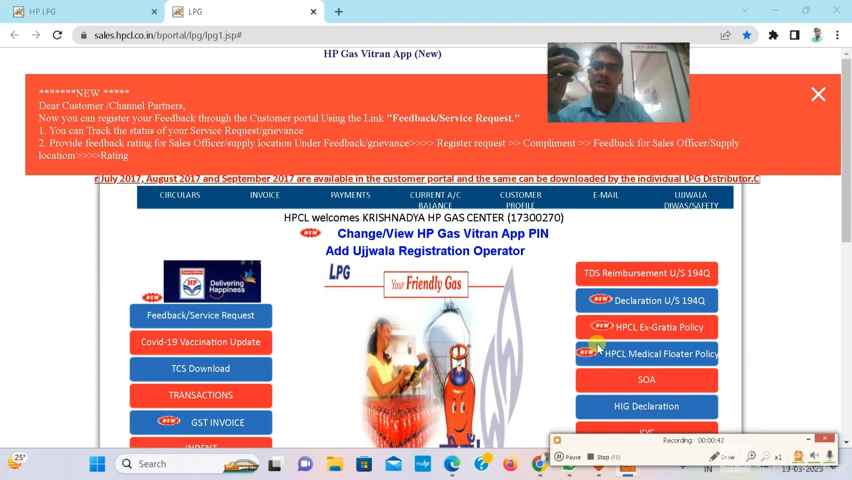 HP LPG
LPG
sales.hpcl.co.in/bportal/lpg/lpg1.jsp#
HP Gas Vitran App (New)
*******NEW *****
Dear Customer /Channel Partners,
Now you can register your Feedback through the Customer portal Using the Link "Feedback/Service Request."
1. You can Track the status of your Service Request/grievance
2. Provide feedback rating for Sales Officer/supply location Under Feedback/grievance>>>> Register request >> Compliment >> Feedback for Sales Officer/Supply
locatiom>>>>Rating
r July 2017, August 2017 and September 2017 are available in the customer portal and the same can be downloaded by the individual LPG Distributor.C
CIRCULARS
INVOICE
PAYMENTS
CURRENT A/C
BALANCE
CUSTOMER
PROFILE
E-MAIL
UJJWALA
DIWAS/SAFETY
HPCL welcomes KRISHNADYA HP GAS CENTER (17300270)
NEW Change/View HP Gas Vitran App PIN
Add Ujjwala Registration Operator
HP
Delivering
Happiness
NEW
Feedback/Service Request
Covid-19 Vaccination Update
TCS Download
TRANSACTIONS
NEW GST INVOICE
INDENT
LPG
Your Friendly Gas
TDS Reimbursement U/S 194Q
NEW Declaration U/S 194Q
NEW HPCL Ex-Gratia Policy
NEW HPCL Medical Floater Policy
SOA
HIG Declaration
KYC
Recording: 00:00:42
Pause
Stop (F8)
Draw
x1
25°
Search
IN
19-03-2023